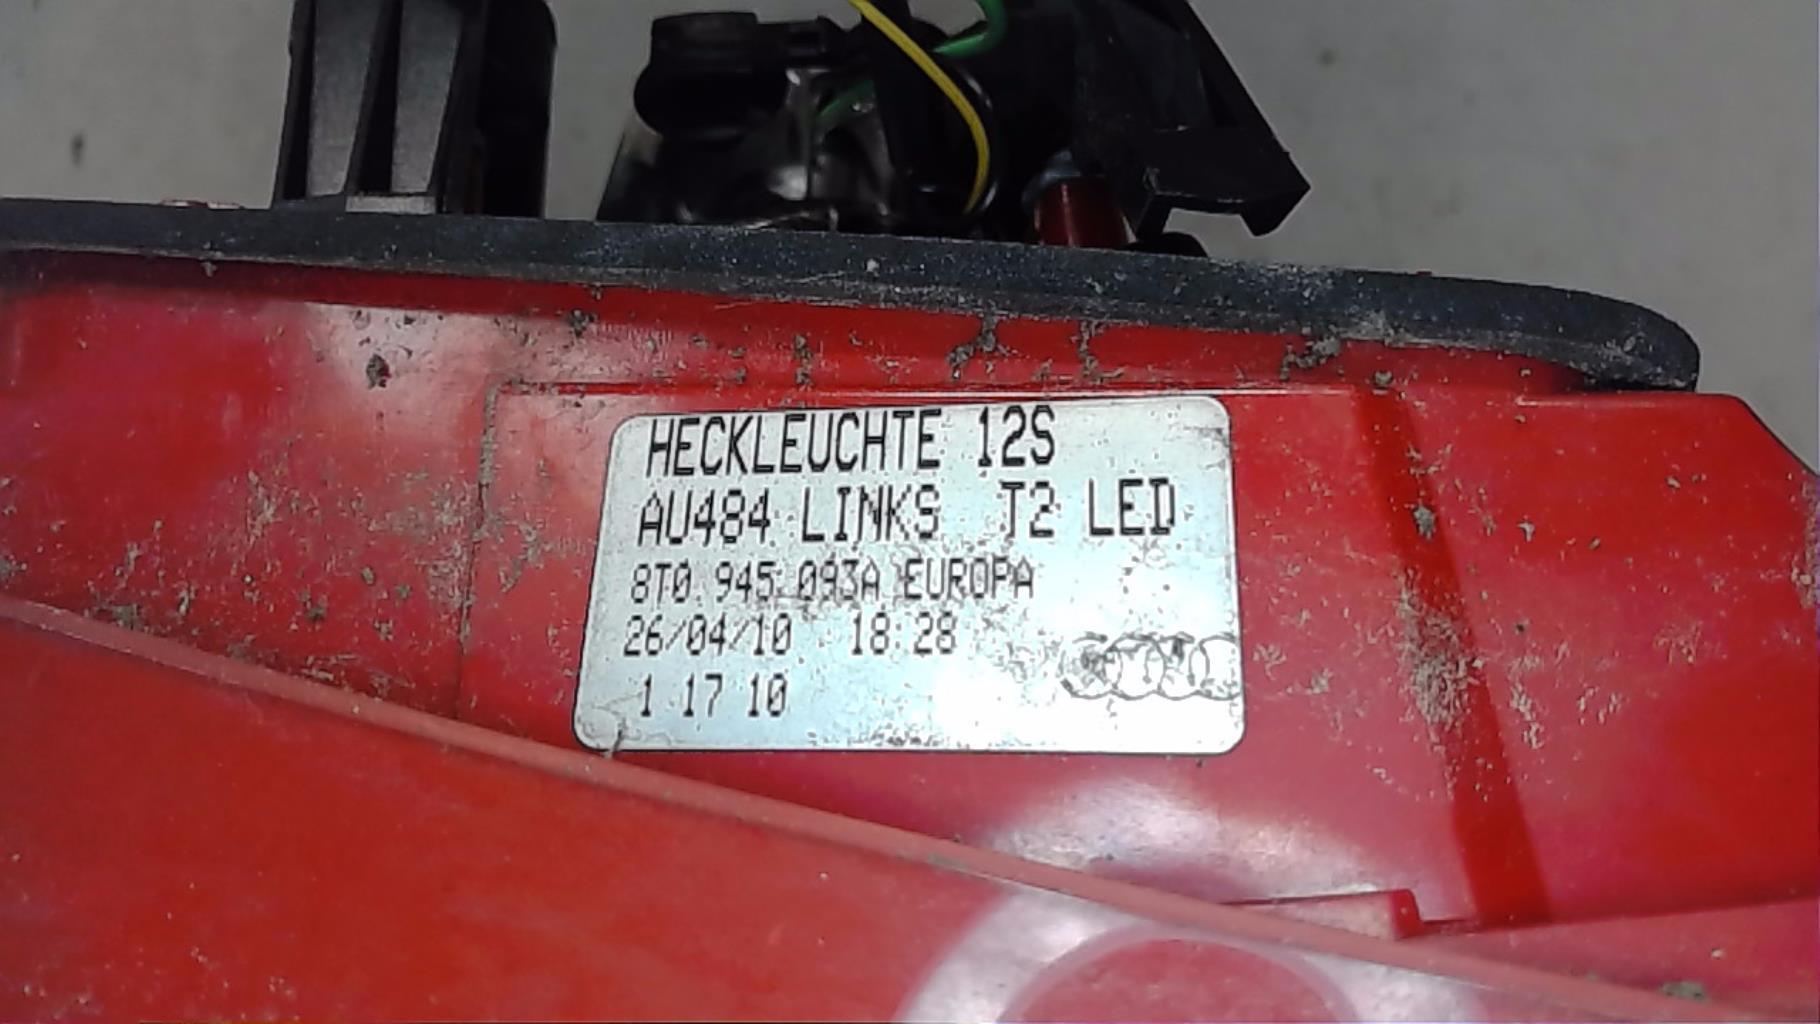 HECKLEUCHTE 12S
AU484 LINKS T2 LED
8T0 945 093A EUROPA
26/04/10 18:28
1 17 10